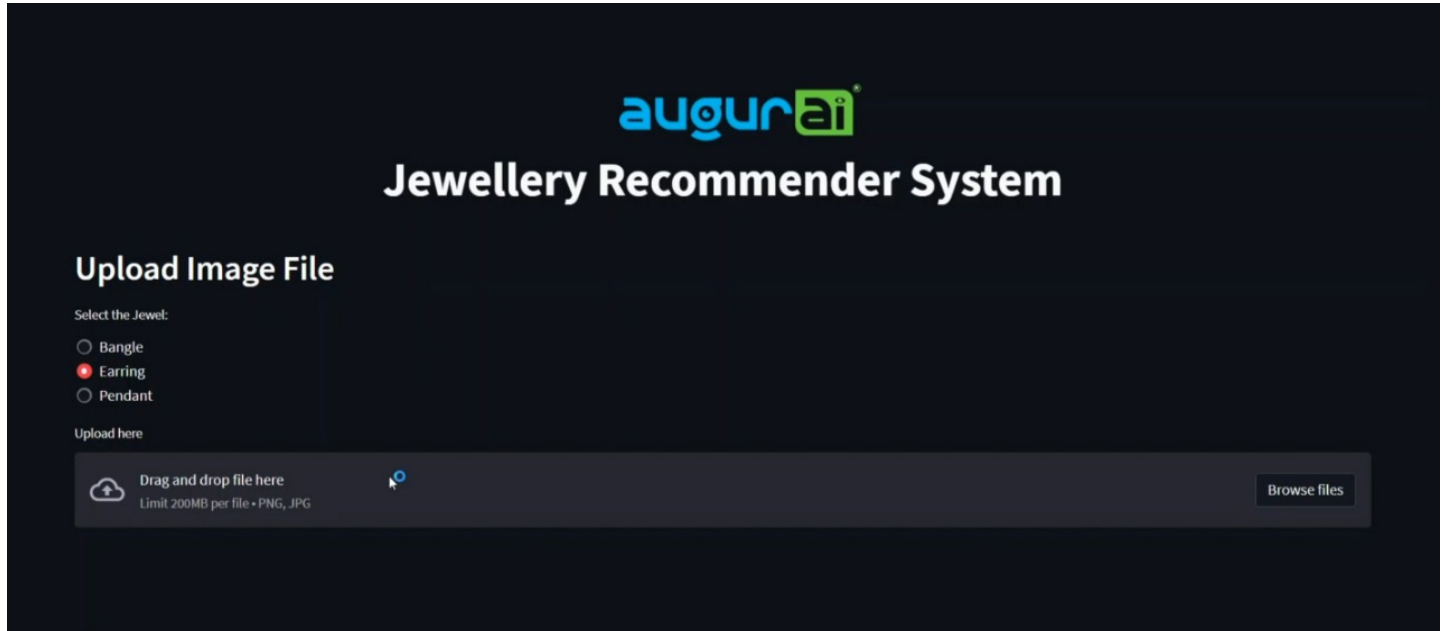 augurai®
Jewellery Recommender System
Upload Image File
Select the Jewel:
Bangle
Earring
Pendant
Upload here
Drag and drop file here
Limit 200MB per file • PNG, JPG
Browse files